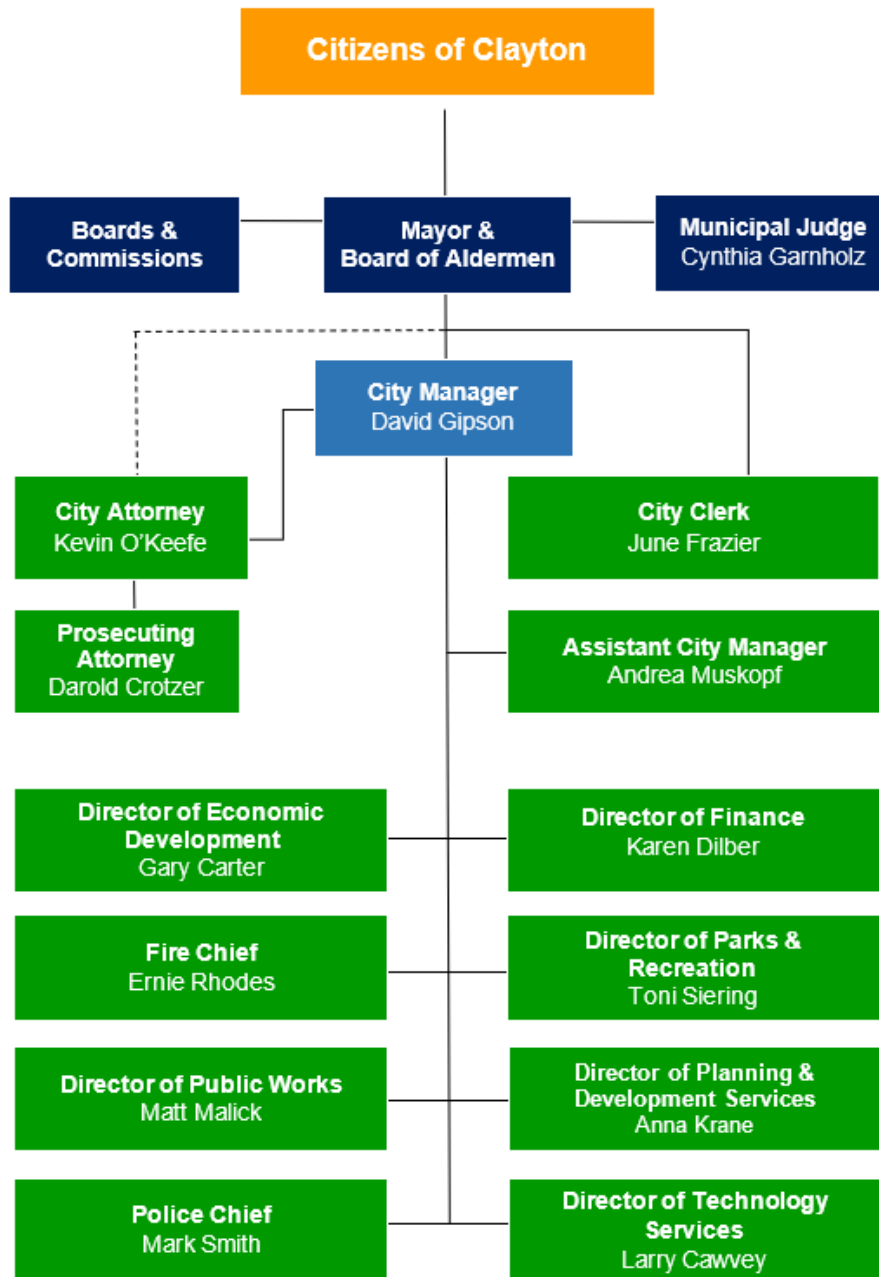 Citizens of Clayton
Boards &
Commissions
Mayor &
Board of Aldermen
Municipal Judge
Cynthia Garnholz
City Manager
David Gipson
City Attorney
Kevin O’Keefe
City Clerk
June Frazier
Prosecuting
Attorney
Darold Crotzer
Assistant City Manager
Andrea Muskopf
Director of Economic
Development
Gary Carter
Director of Finance
Karen Dilber
Fire Chief
Ernie Rhodes
Director of Parks &
Recreation
Toni Siering
Director of Public Works
Matt Malick
Director of Planning &
Development Services
Anna Krane
Police Chief
Mark Smith
Director of Technology
Services
Larry Cawvey